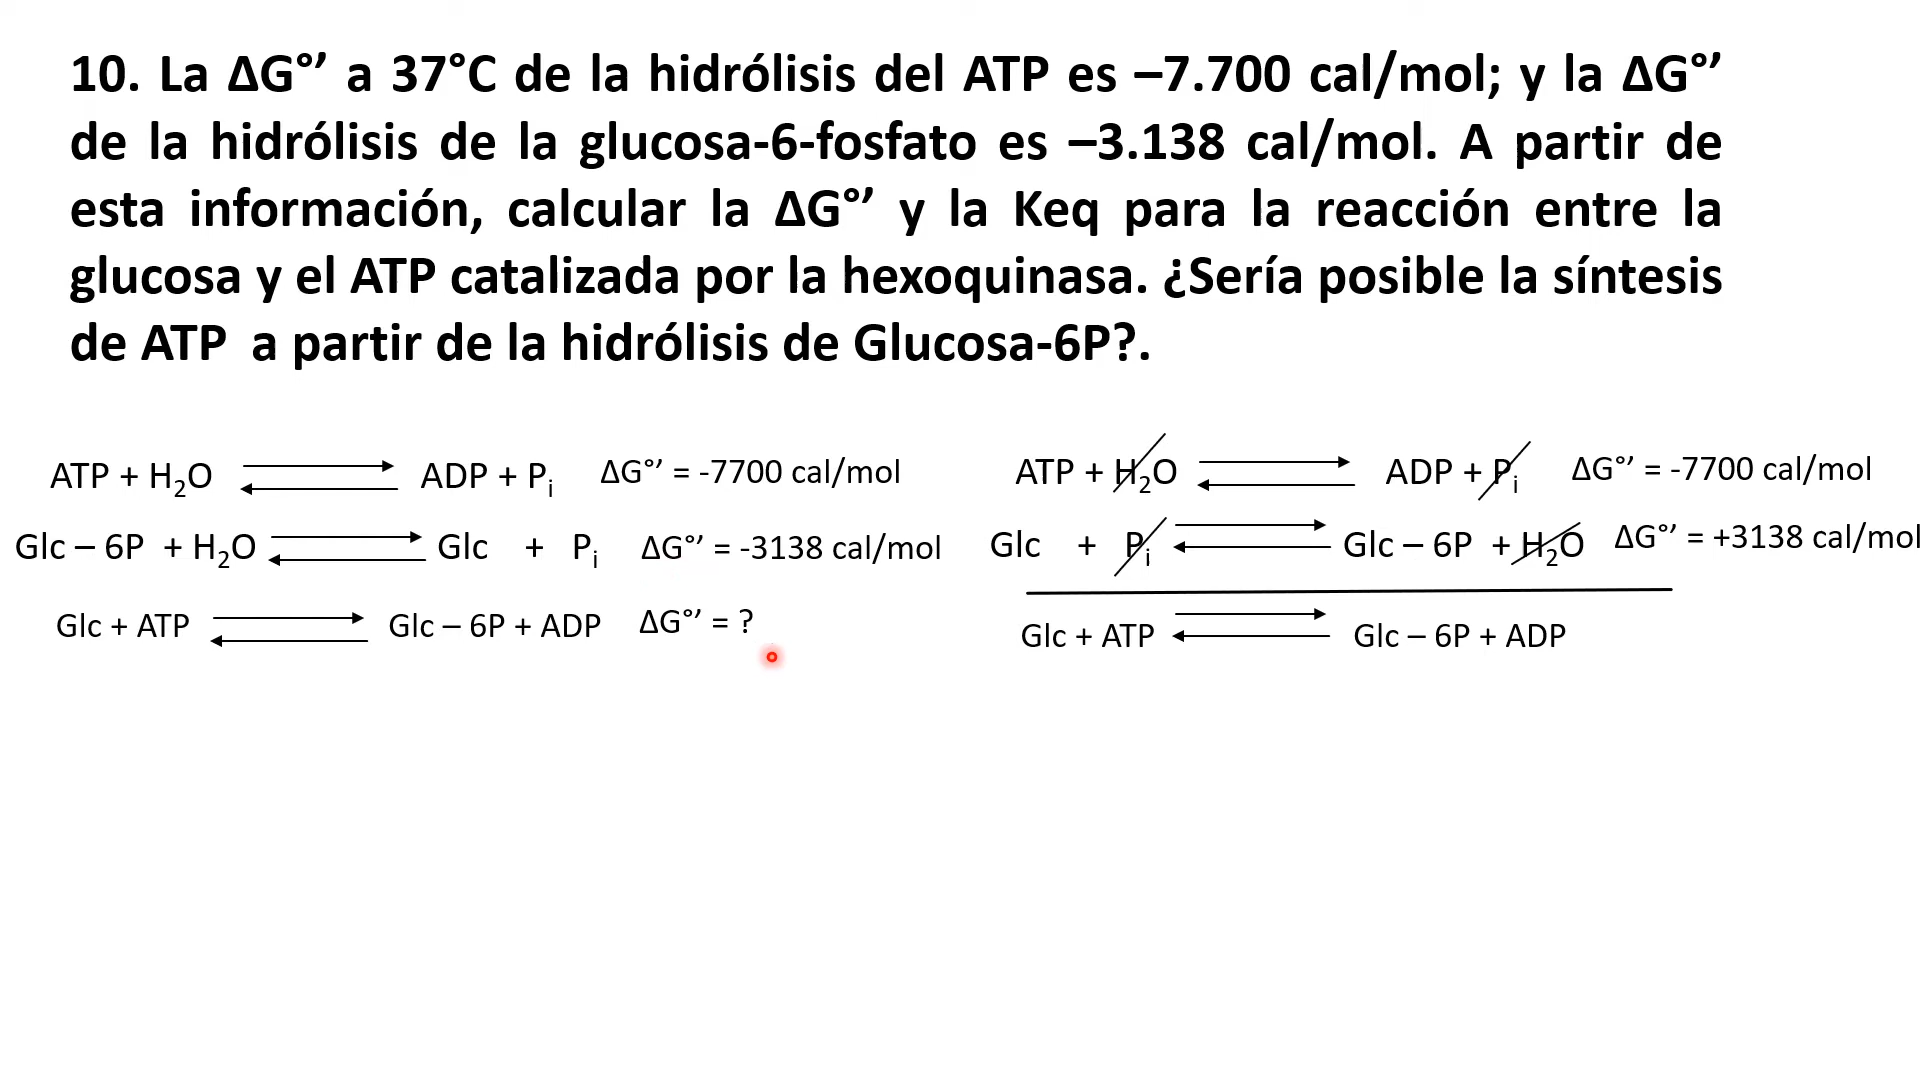 10. La ΔG°’ a 37°C de la hidrólisis del ATP es –7.700 cal/mol; y la ΔG°’
de la hidrólisis de la glucosa-6-fosfato es –3.138 cal/mol. A partir de
esta información, calcular la ΔG°’ y la Keq para la reacción entre la
glucosa y el ATP catalizada por la hexoquinasa. ¿Sería posible la síntesis
de ATP a partir de la hidrólisis de Glucosa-6P?.
ATP + H₂O ADP + Pᵢ ΔG°’ = -7700 cal/mol
Glc – 6P + H₂O Glc + Pᵢ ΔG°’ = -3138 cal/mol
Glc + ATP Glc – 6P + ADP ΔG°’ = ?
ATP + H₂O ADP + Pᵢ ΔG°’ = -7700 cal/mol
Glc + Pᵢ Glc – 6P + H₂O ΔG°’ = +3138 cal/mol
Glc + ATP Glc – 6P + ADP